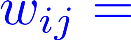 w_{ij} =